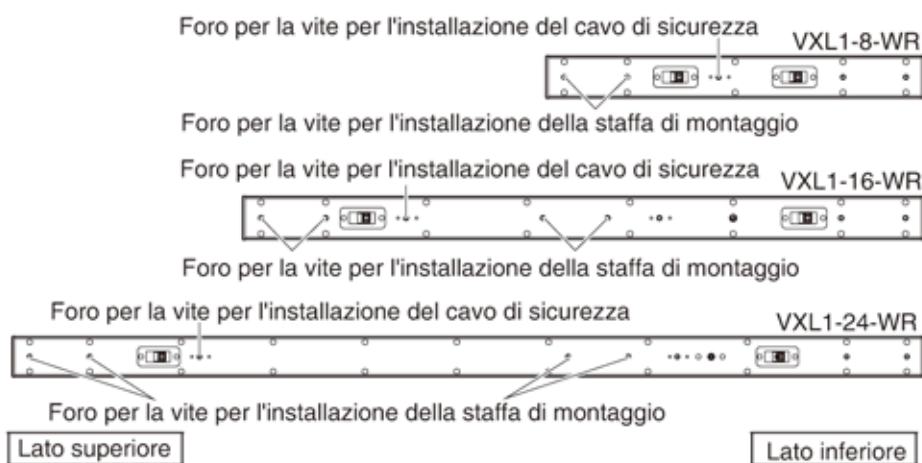 Foro per la vite per l'installazione del cavo di sicurezza
VXL1-8-WR
Foro per la vite per l'installazione della staffa di montaggio
Foro per la vite per l'installazione del cavo di sicurezza
VXL1-16-WR
Foro per la vite per l'installazione della staffa di montaggio
Foro per la vite per l'installazione del cavo di sicurezza
VXL1-24-WR
Foro per la vite per l'installazione della staffa di montaggio
Lato superiore
Lato inferiore